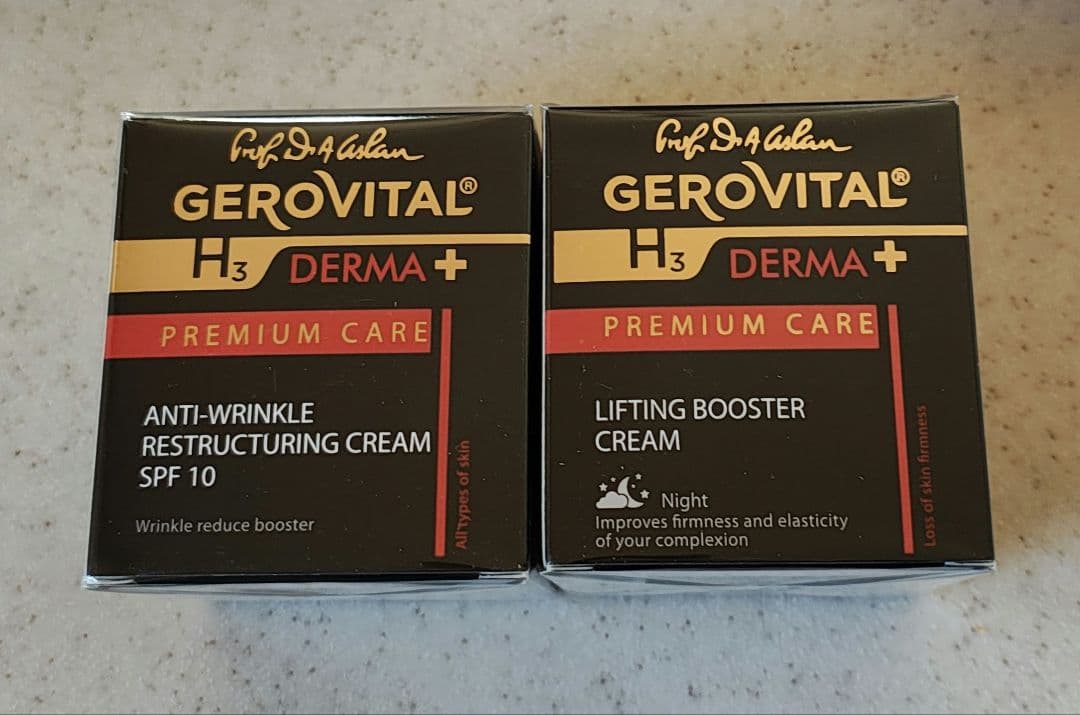 Prof. Dr. A. Aslan
GEROVITAL®
H3 DERMA+
PREMIUM CARE
ANTI-WRINKLE
RESTRUCTURING CREAM
SPF 10
Wrinkle reduce booster
All types of skin
Prof. Dr. A. Aslan
GEROVITAL®
H3 DERMA+
PREMIUM CARE
LIFTING BOOSTER
CREAM
Night
Improves firmness and elasticity
of your complexion
Loss of skin firmness